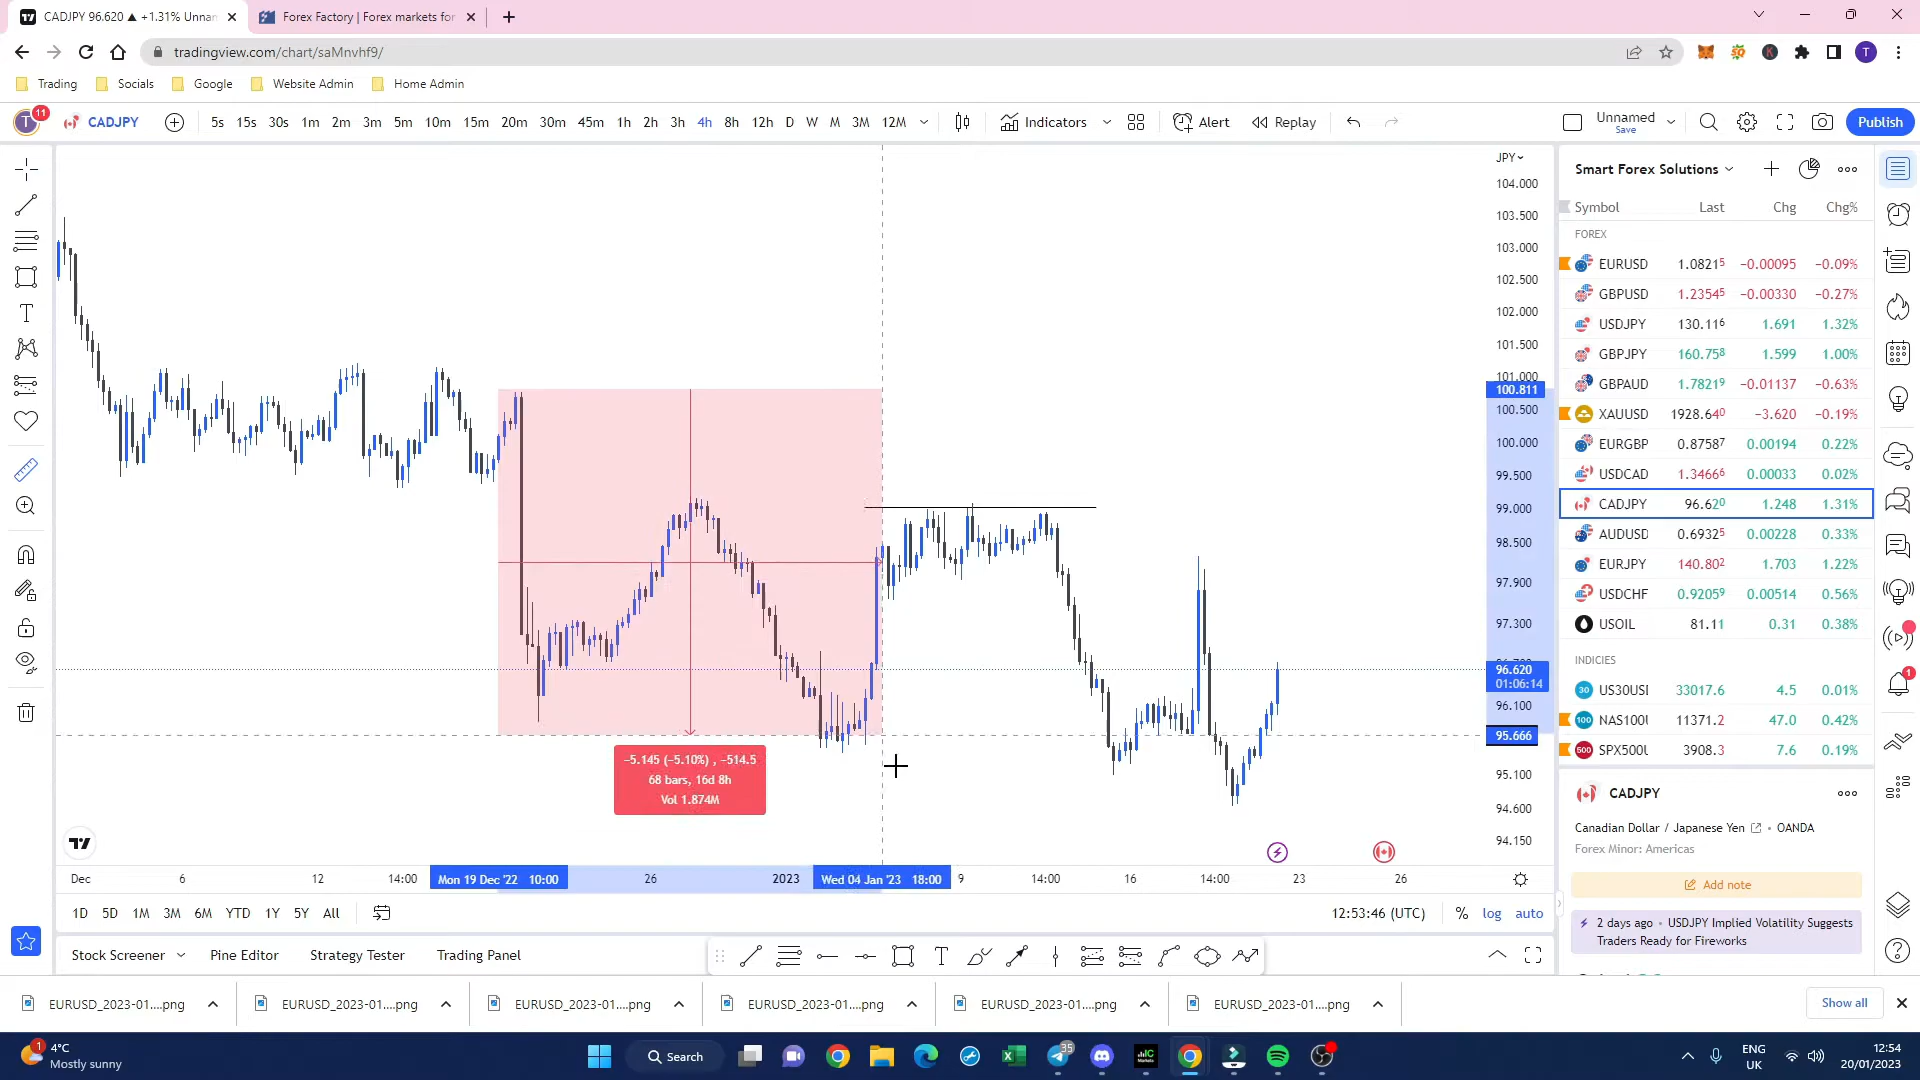 CADJPY 96.620 ▲ +1.31% Unnan
Forex Factory | Forex markets for
tradingview.com/chart/saMnvhf9/
T
Trading
Socials
Google
Website Admin
Home Admin
T
11
CADJPY
5s 15s 30s 1m 2m 3m 5m 10m 15m 20m 30m 45m 1h 2h 3h 4h 8h 12h D W M 3M 12M
Indicators
Alert
Replay
Unnamed
Save
Publish
JPY
104.000
103.500
103.000
102.500
102.000
101.500
101.000
100.811
100.500
100.000
99.500
99.000
98.500
97.900
97.300
96.620
01:06:14
96.100
95.666
95.100
94.600
94.150
−5.145 (−5.10%) , −514.5
68 bars, 16d 8h
Vol 1.874M
Dec 6 12 14:00 Mon 19 Dec '22 10:00 26 2023 Wed 04 Jan '23 18:00 9 14:00 16 14:00 23 26
1D 5D 1M 3M 6M YTD 1Y 5Y All
12:53:46 (UTC) % log auto
Stock Screener
Pine Editor
Strategy Tester
Trading Panel
Smart Forex Solutions
Symbol Last Chg Chg%
FOREX
EURUSD 1.08215 −0.00095 −0.09%
GBPUSD 1.23545 −0.00330 −0.27%
USDJPY 130.116 1.691 1.32%
GBPJPY 160.758 1.599 1.00%
GBPAUD 1.78219 −0.01137 −0.63%
XAUUSD 1928.640 −3.620 −0.19%
EURGBP 0.87587 0.00194 0.22%
USDCAD 1.34666 0.00033 0.02%
CADJPY 96.620 1.248 1.31%
AUDUSD 0.69325 0.00228 0.33%
EURJPY 140.802 1.703 1.22%
USDCHF 0.92059 0.00514 0.56%
USOIL 81.11 0.31 0.38%
INDICIES
30 US30USI 33017.6 4.5 0.01%
100 NAS100U 11371.2 47.0 0.42%
500 SPX500U 3908.3 7.6 0.19%
CADJPY
Canadian Dollar / Japanese Yen • OANDA
Forex Minor: Americas
Add note
2 days ago • USDJPY Implied Volatility Suggests
Traders Ready for Fireworks
1
EURUSD_2023-01....png
EURUSD_2023-01....png
EURUSD_2023-01....png
EURUSD_2023-01....png
EURUSD_2023-01....png
EURUSD_2023-01....png
Show all
1
4°C
Mostly sunny
Search
35
ENG
UK
12:54
20/01/2023